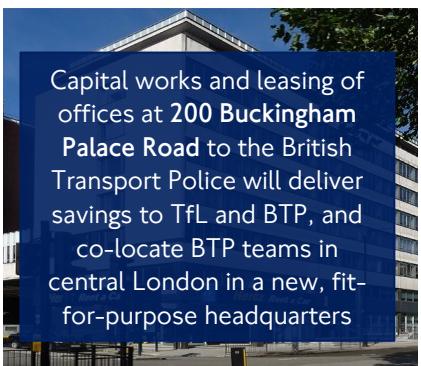 Capital works and leasing of
offices at 200 Buckingham
Palace Road to the British
Transport Police will deliver
savings to TfL and BTP, and
co-locate BTP teams in
central London in a new, fit-
for-purpose headquarters